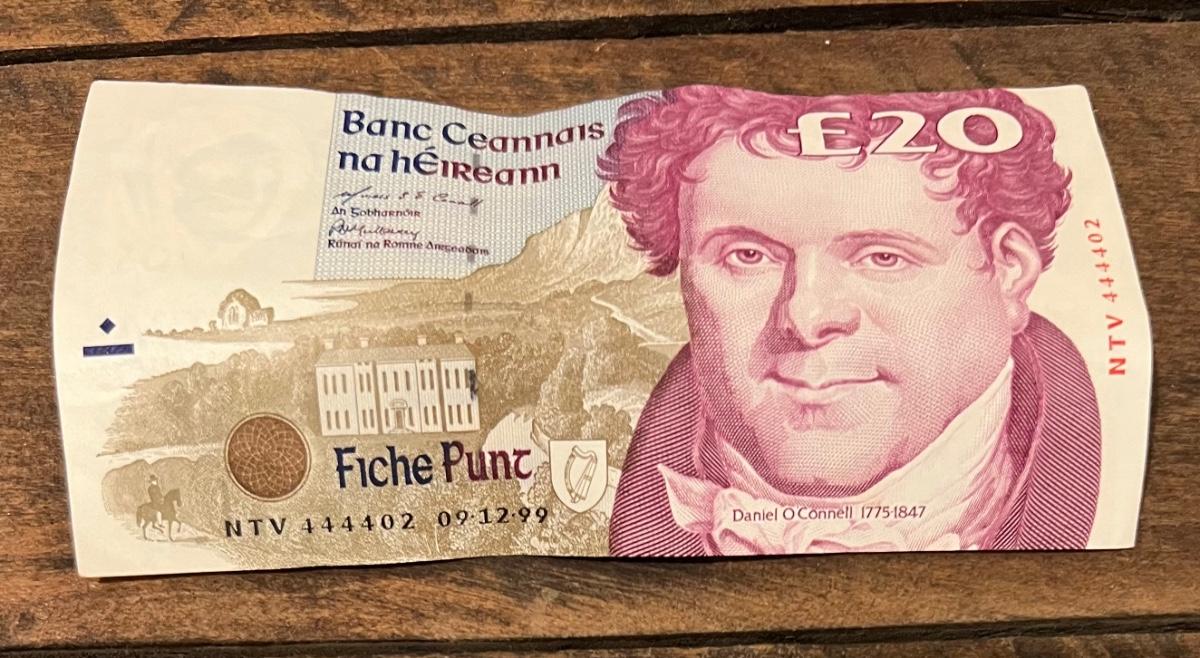 Banc Ceannais
na hÉireann
An Gobharnóir
Rúnaí na Roinne Airgeadais
£20
NTV 444402
Fiche Punt
NTV 444402 09·12·99
Daniel O'Connell 1775-1847